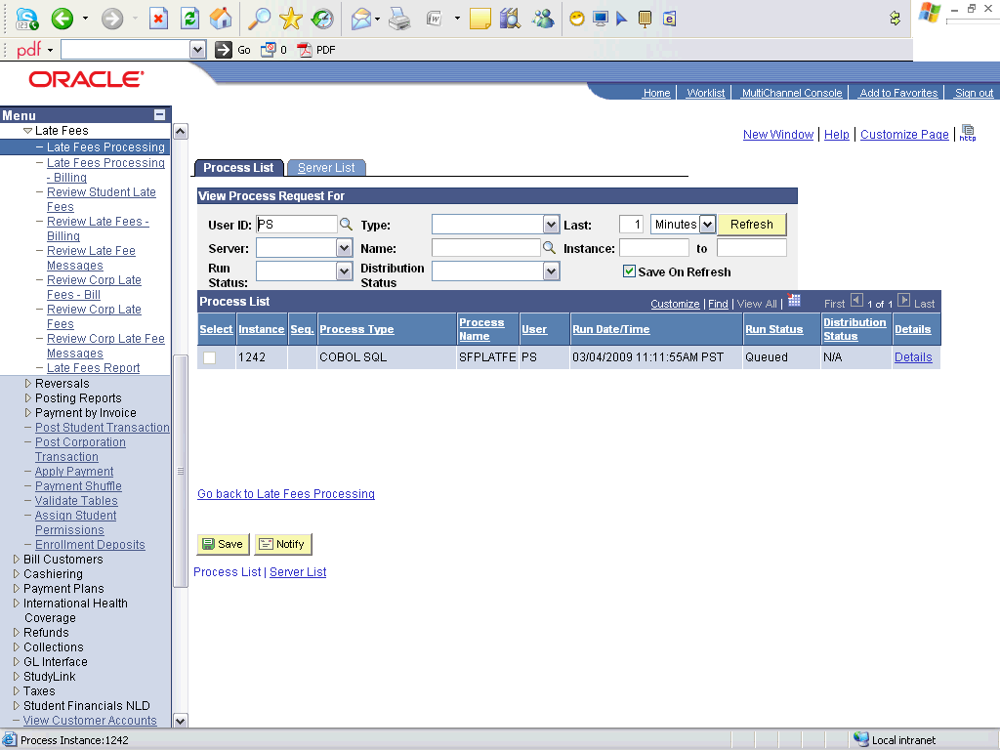 pdf Go 0 PDF
ORACLE
Home Worklist MultiChannel Console Add to Favorites Sign out
Menu
Late Fees
Late Fees Processing
Late Fees Processing
- Billing
Review Student Late
Fees
Review Late Fees -
Billing
Review Late Fee
Messages
Review Corp Late
Fees - Bill
Review Corp Late
Fees
Review Corp Late Fee
Messages
Late Fees Report
Reversals
Posting Reports
Payment by Invoice
Post Student Transaction
Post Corporation
Transaction
Apply Payment
Payment Shuffle
Validate Tables
Assign Student
Permissions
Enrollment Deposits
Bill Customers
Cashiering
Payment Plans
International Health
Coverage
Refunds
Collections
GL Interface
StudyLink
Taxes
Student Financials NLD
View Customer Accounts
New Window | Help | Customize Page | http
Process List Server List
View Process Request For
User ID: PS Type: Last: 1 Minutes Refresh
Server: Name: Instance: to
Run
Status: Distribution
Status Save On Refresh
Process List Customize | Find | View All | First 1 of 1 Last
Select Instance Seq. Process Type Process
Name User Run Date/Time Run Status Distribution
Status Details
1242 COBOL SQL SFPLATFE PS 03/04/2009 11:11:55AM PST Queued N/A Details
Go back to Late Fees Processing
Save Notify
Process List | Server List
Process Instance:1242 Local intranet